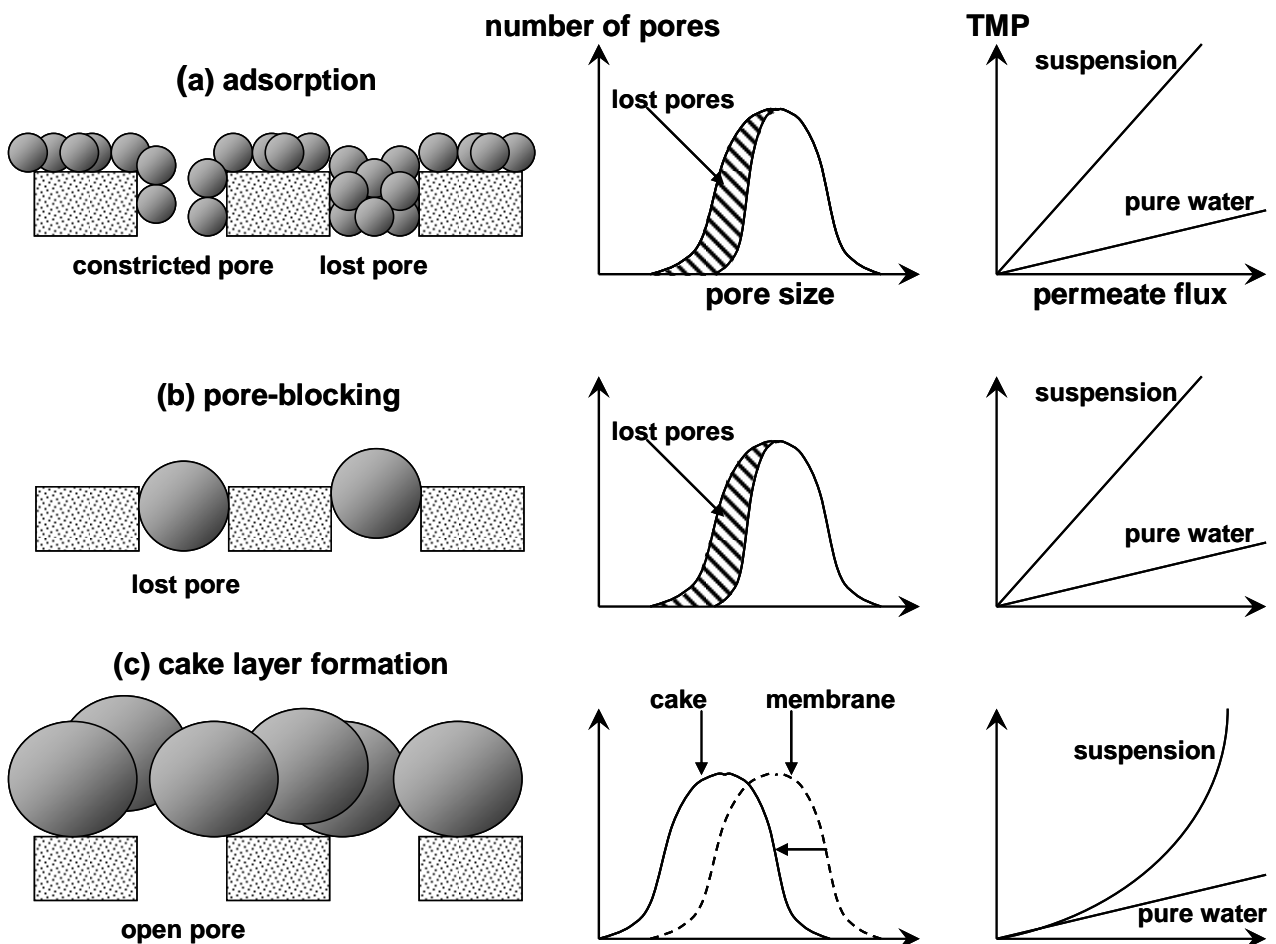 number of pores
TMP
(a) adsorption
suspension
lost pores
pure water
constricted pore
lost pore
pore size
permeate flux
(b) pore-blocking
suspension
lost pores
pure water
lost pore
(c) cake layer formation
cake
membrane
suspension
pure water
open pore